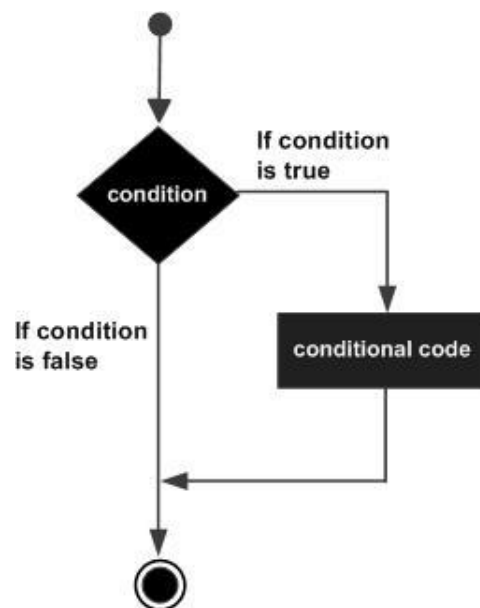 If condition
is true
condition
If condition
is false
conditional code